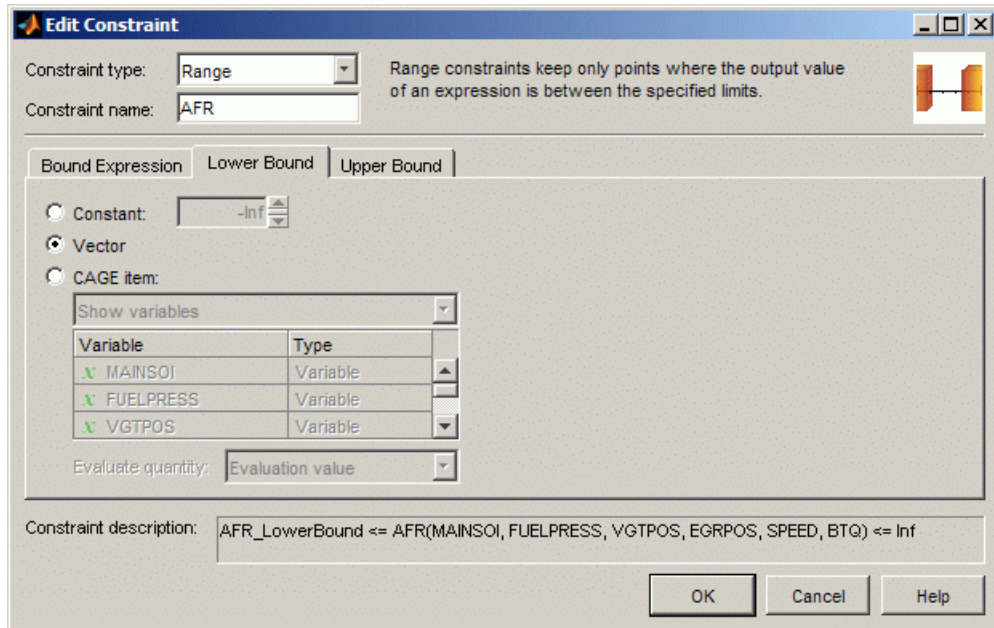 Edit Constraint
Constraint type: Range
Range constraints keep only points where the output value
of an expression is between the specified limits.
Constraint name: AFR
Bound Expression Lower Bound Upper Bound
Constant: -Inf
Vector
CAGE item:
Show variables
Variable Type
x MAINSOI Variable
x FUELPRESS Variable
x VGTPOS Variable
Evaluate quantity: Evaluation value
Constraint description: AFR_LowerBound <= AFR(MAINSOI, FUELPRESS, VGTPOS, EGRPOS, SPEED, BTQ) <= Inf
OK Cancel Help